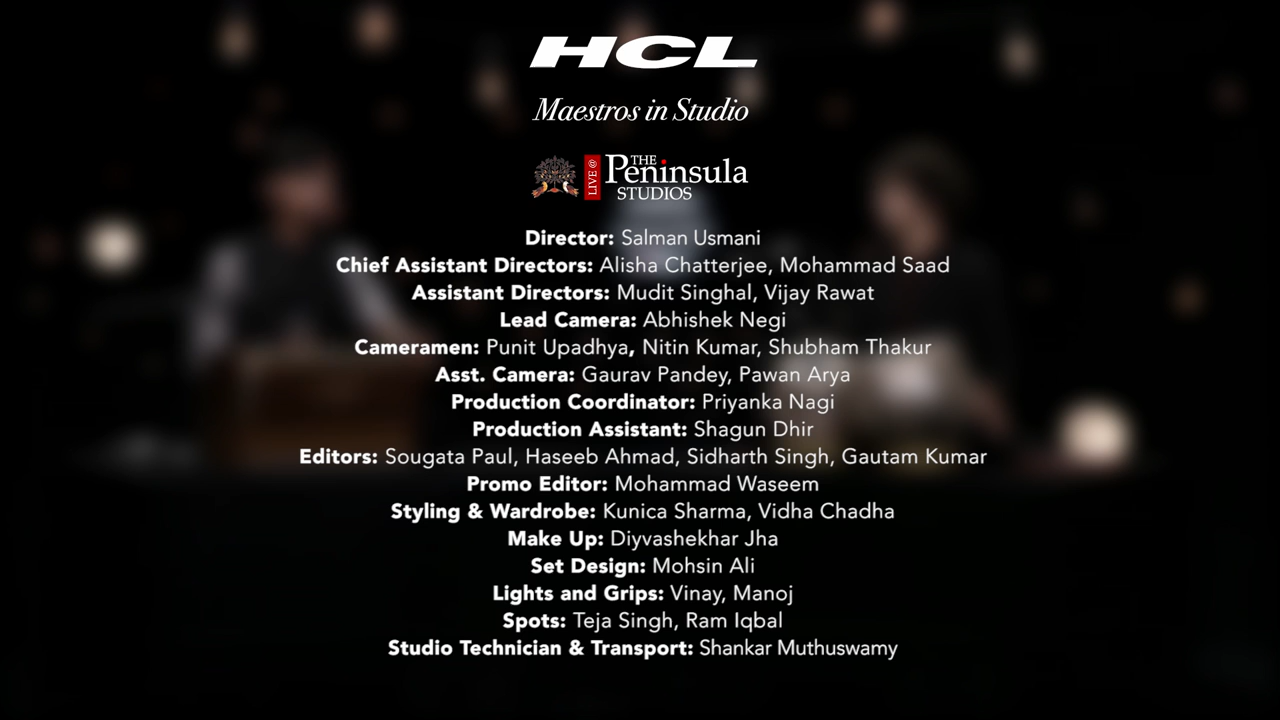 HCL
Maestros in Studio
LIVE @
THE
Peninsula
STUDIOS
Director: Salman Usmani
Chief Assistant Directors: Alisha Chatterjee, Mohammad Saad
Assistant Directors: Mudit Singhal, Vijay Rawat
Lead Camera: Abhishek Negi
Cameramen: Punit Upadhya, Nitin Kumar, Shubham Thakur
Asst. Camera: Gaurav Pandey, Pawan Arya
Production Coordinator: Priyanka Nagi
Production Assistant: Shagun Dhir
Editors: Sougata Paul, Haseeb Ahmad, Sidharth Singh, Gautam Kumar
Promo Editor: Mohammad Waseem
Styling & Wardrobe: Kunica Sharma, Vidha Chadha
Make Up: Diyvashekhar Jha
Set Design: Mohsin Ali
Lights and Grips: Vinay, Manoj
Spots: Teja Singh, Ram Iqbal
Studio Technician & Transport: Shankar Muthuswamy